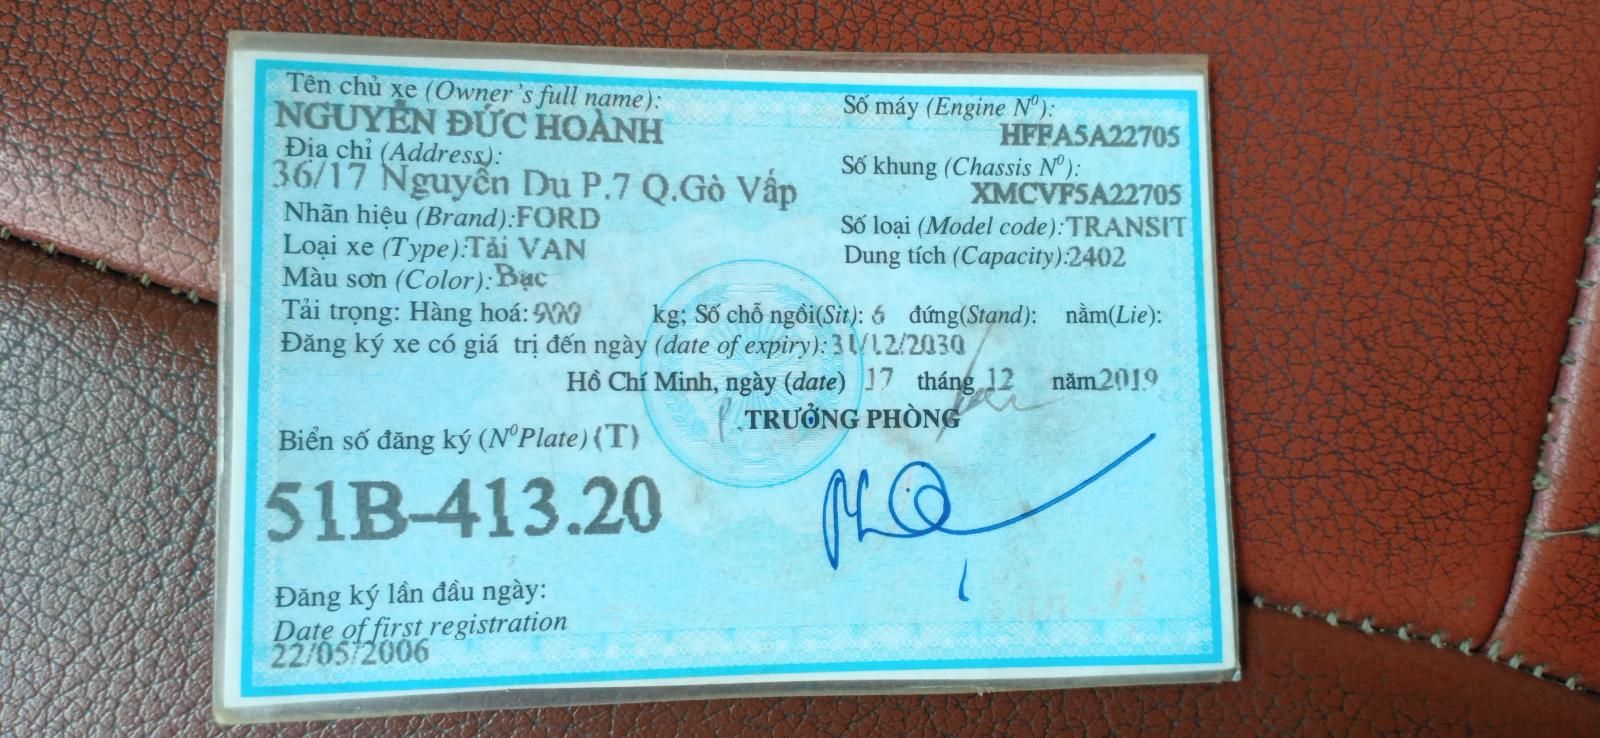 Tên chủ xe (Owner's full name):
NGUYỄN ĐỨC HOÀNH
Địa chỉ (Address):
36/17 Nguyễn Du P.7 Q.Gò Vấp
Nhãn hiệu (Brand):FORD
Loại xe (Type):Tải VAN
Màu sơn (Color):Bạc
Số máy (Engine N⁰):
HFFA5A22705
Số khung (Chassis N⁰):
XMCVF5A22705
Số loại (Model code):TRANSIT
Dung tích (Capacity):2402
Tải trọng: Hàng hoá:900 kg; Số chỗ ngồi(Sit): 6 đứng(Stand): nằm(Lie):
Đăng ký xe có giá trị đến ngày (date of expiry):31/12/2030
Hồ Chí Minh, ngày (date) 17 tháng 12 năm 2019
P. TRƯỞNG PHÒNG
Biển số đăng ký (N⁰Plate) (T)
51B-413.20
Đăng ký lần đầu ngày:
Date of first registration
22/05/2006